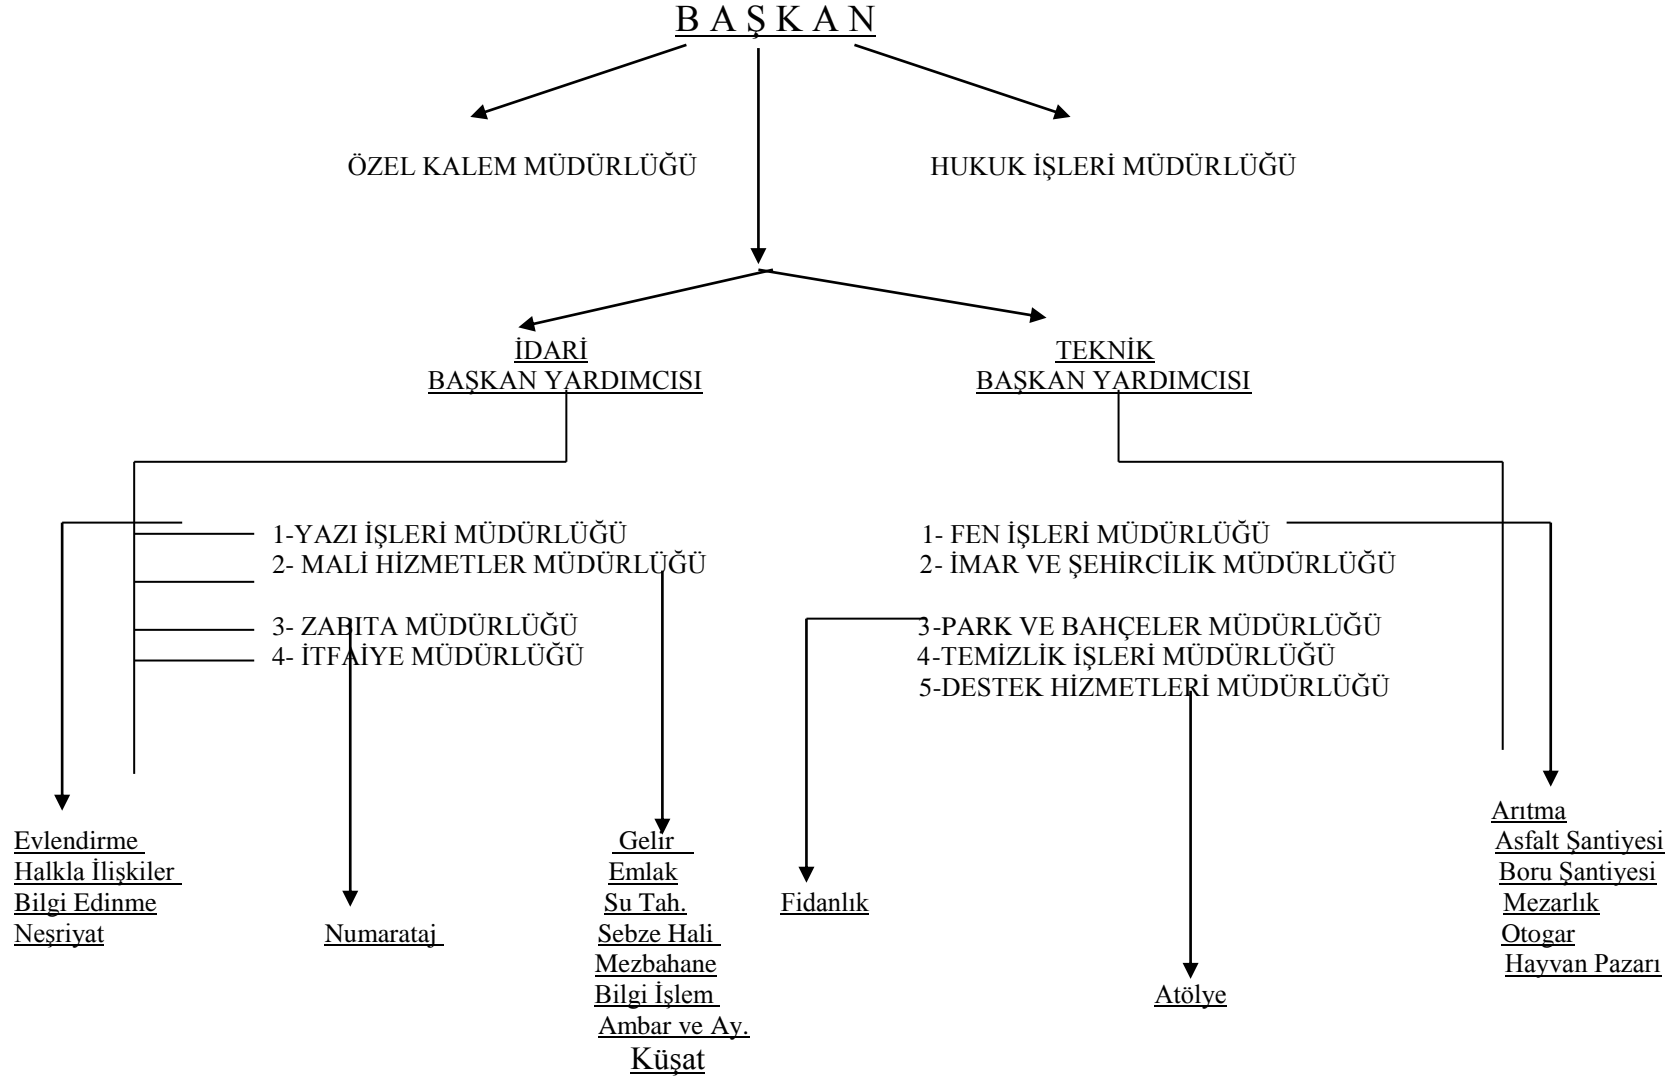 B A Ş K A N
ÖZEL KALEM MÜDÜRLÜĞÜ
HUKUK İŞLERİ MÜDÜRLÜĞÜ
İDARİ
BAŞKAN YARDIMCISI
TEKNİK
BAŞKAN YARDIMCISI
1-YAZI İŞLERİ MÜDÜRLÜĞÜ
2- MALİ HİZMETLER MÜDÜRLÜĞÜ
3- ZABITA MÜDÜRLÜĞÜ
4- İTFAİYE MÜDÜRLÜĞÜ
1- FEN İŞLERİ MÜDÜRLÜĞÜ
2- İMAR VE ŞEHİRCİLİK MÜDÜRLÜĞÜ
3-PARK VE BAHÇELER MÜDÜRLÜĞÜ
4-TEMİZLİK İŞLERİ MÜDÜRLÜĞÜ
5-DESTEK HİZMETLERİ MÜDÜRLÜĞÜ
Evlendirme
Halkla İlişkiler
Bilgi Edinme
Neşriyat
Numarataj
Gelir
Emlak
Su Tah.
Sebze Hali
Mezbahane
Bilgi İşlem
Ambar ve Ay.
Küşat
Fidanlık
Atölye
Arıtma
Asfalt Şantiyesi
Boru Şantiyesi
Mezarlık
Otogar
Hayvan Pazarı